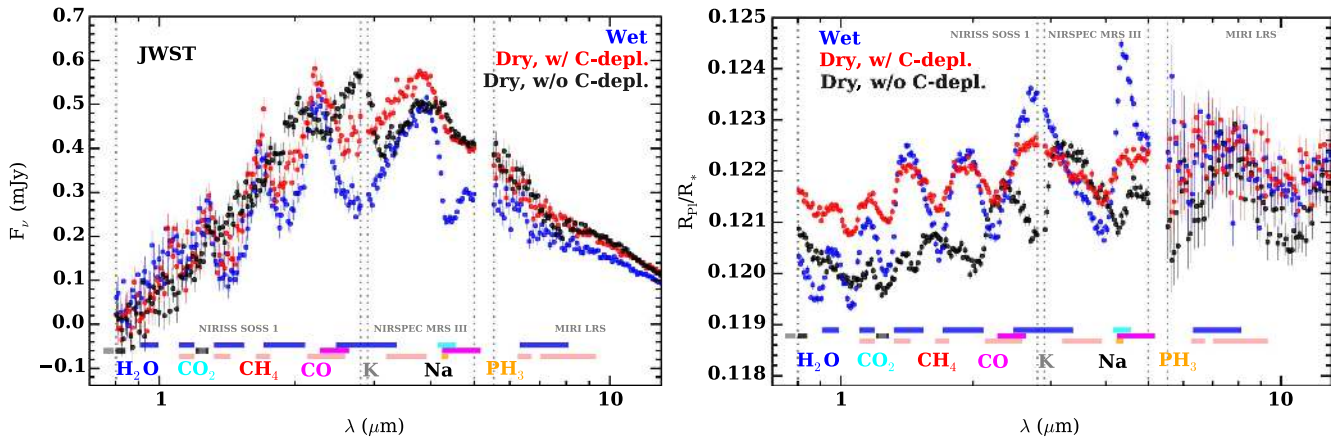 JWST
Wet
Dry, w/ C-depl.
Dry, w/o C-depl.
0.7
0.6
0.5
0.4
0.3
0.2
0.1
0.0
−0.1
F_ν (mJy)
NIRISS SOSS 1
NIRSPEC MRS III
MIRI LRS
H₂O
CO₂
CH₄
CO
K
Na
PH₃
1
10
λ (μm)
NIRISS SOSS 1
NIRSPEC MRS III
MIRI LRS
Wet
Dry, w/ C-depl.
Dry, w/o C-depl.
0.125
0.124
0.123
0.122
0.121
0.120
0.119
0.118
R_Pl/R_*
H₂O
CO₂
CH₄
CO
K
Na
PH₃
1
10
λ (μm)